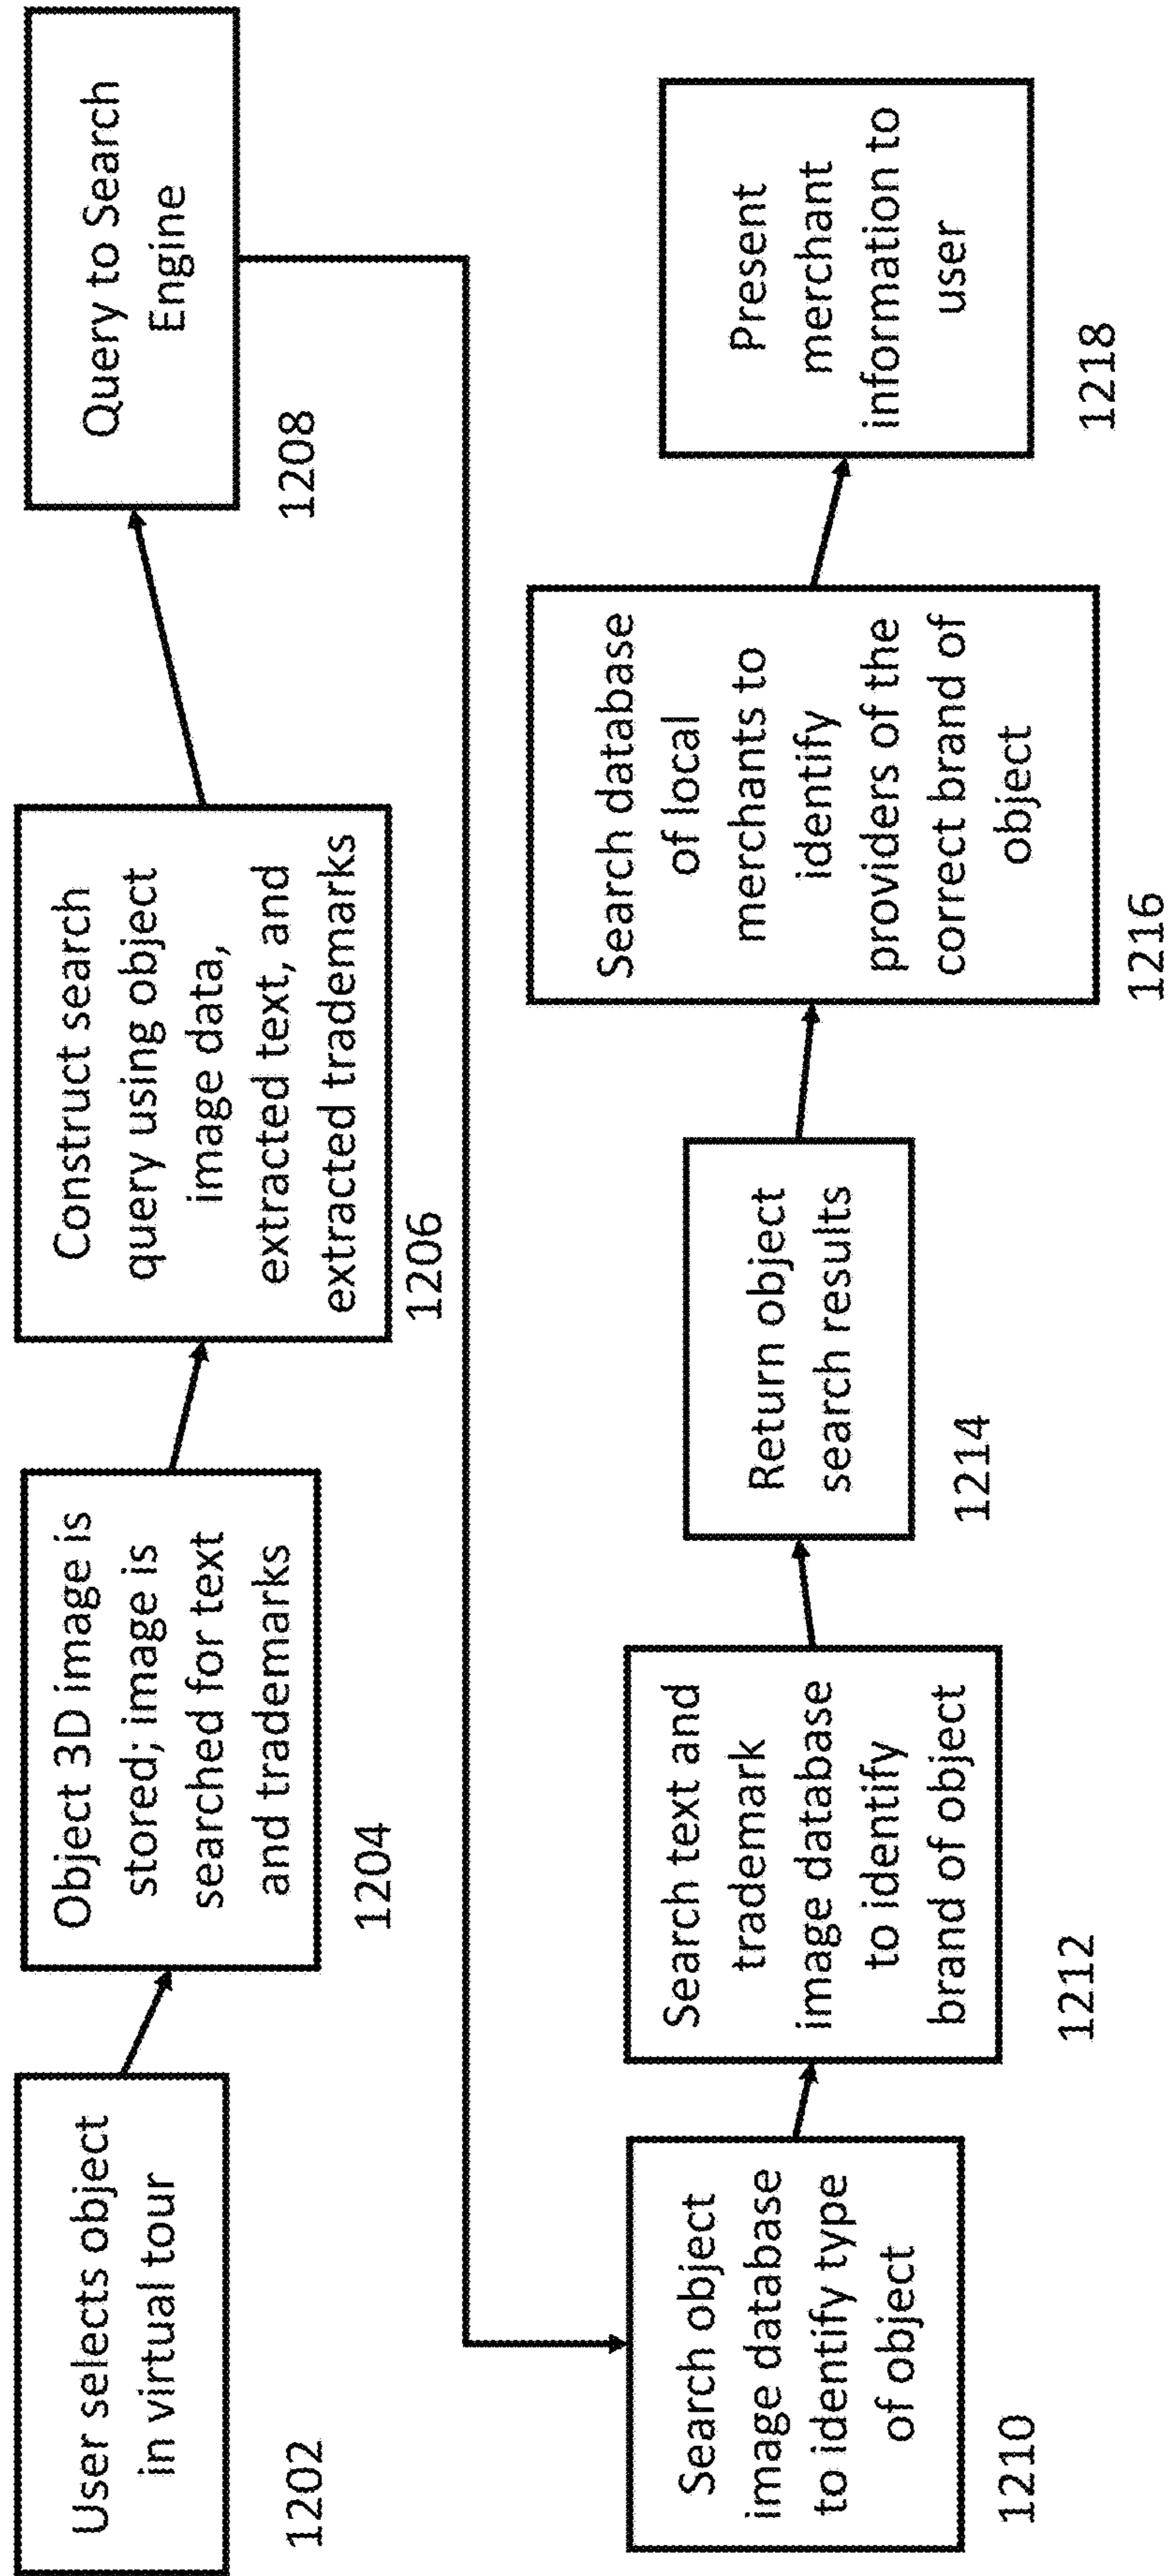 User selects object
in virtual tour
1202
Object 3D image is
stored; image is
searched for text
and trademarks
1204
Construct search
query using object
image data,
extracted text, and
extracted trademarks
1206
Query to Search
Engine
1208
Search object
image database
to identify type
of object
1210
Search text and
trademark
image database
to identify
brand of object
1212
Return object
search results
1214
Search database
of local
merchants to
identify
providers of the
correct brand of
object
1216
Present
merchant
information to
user
1218